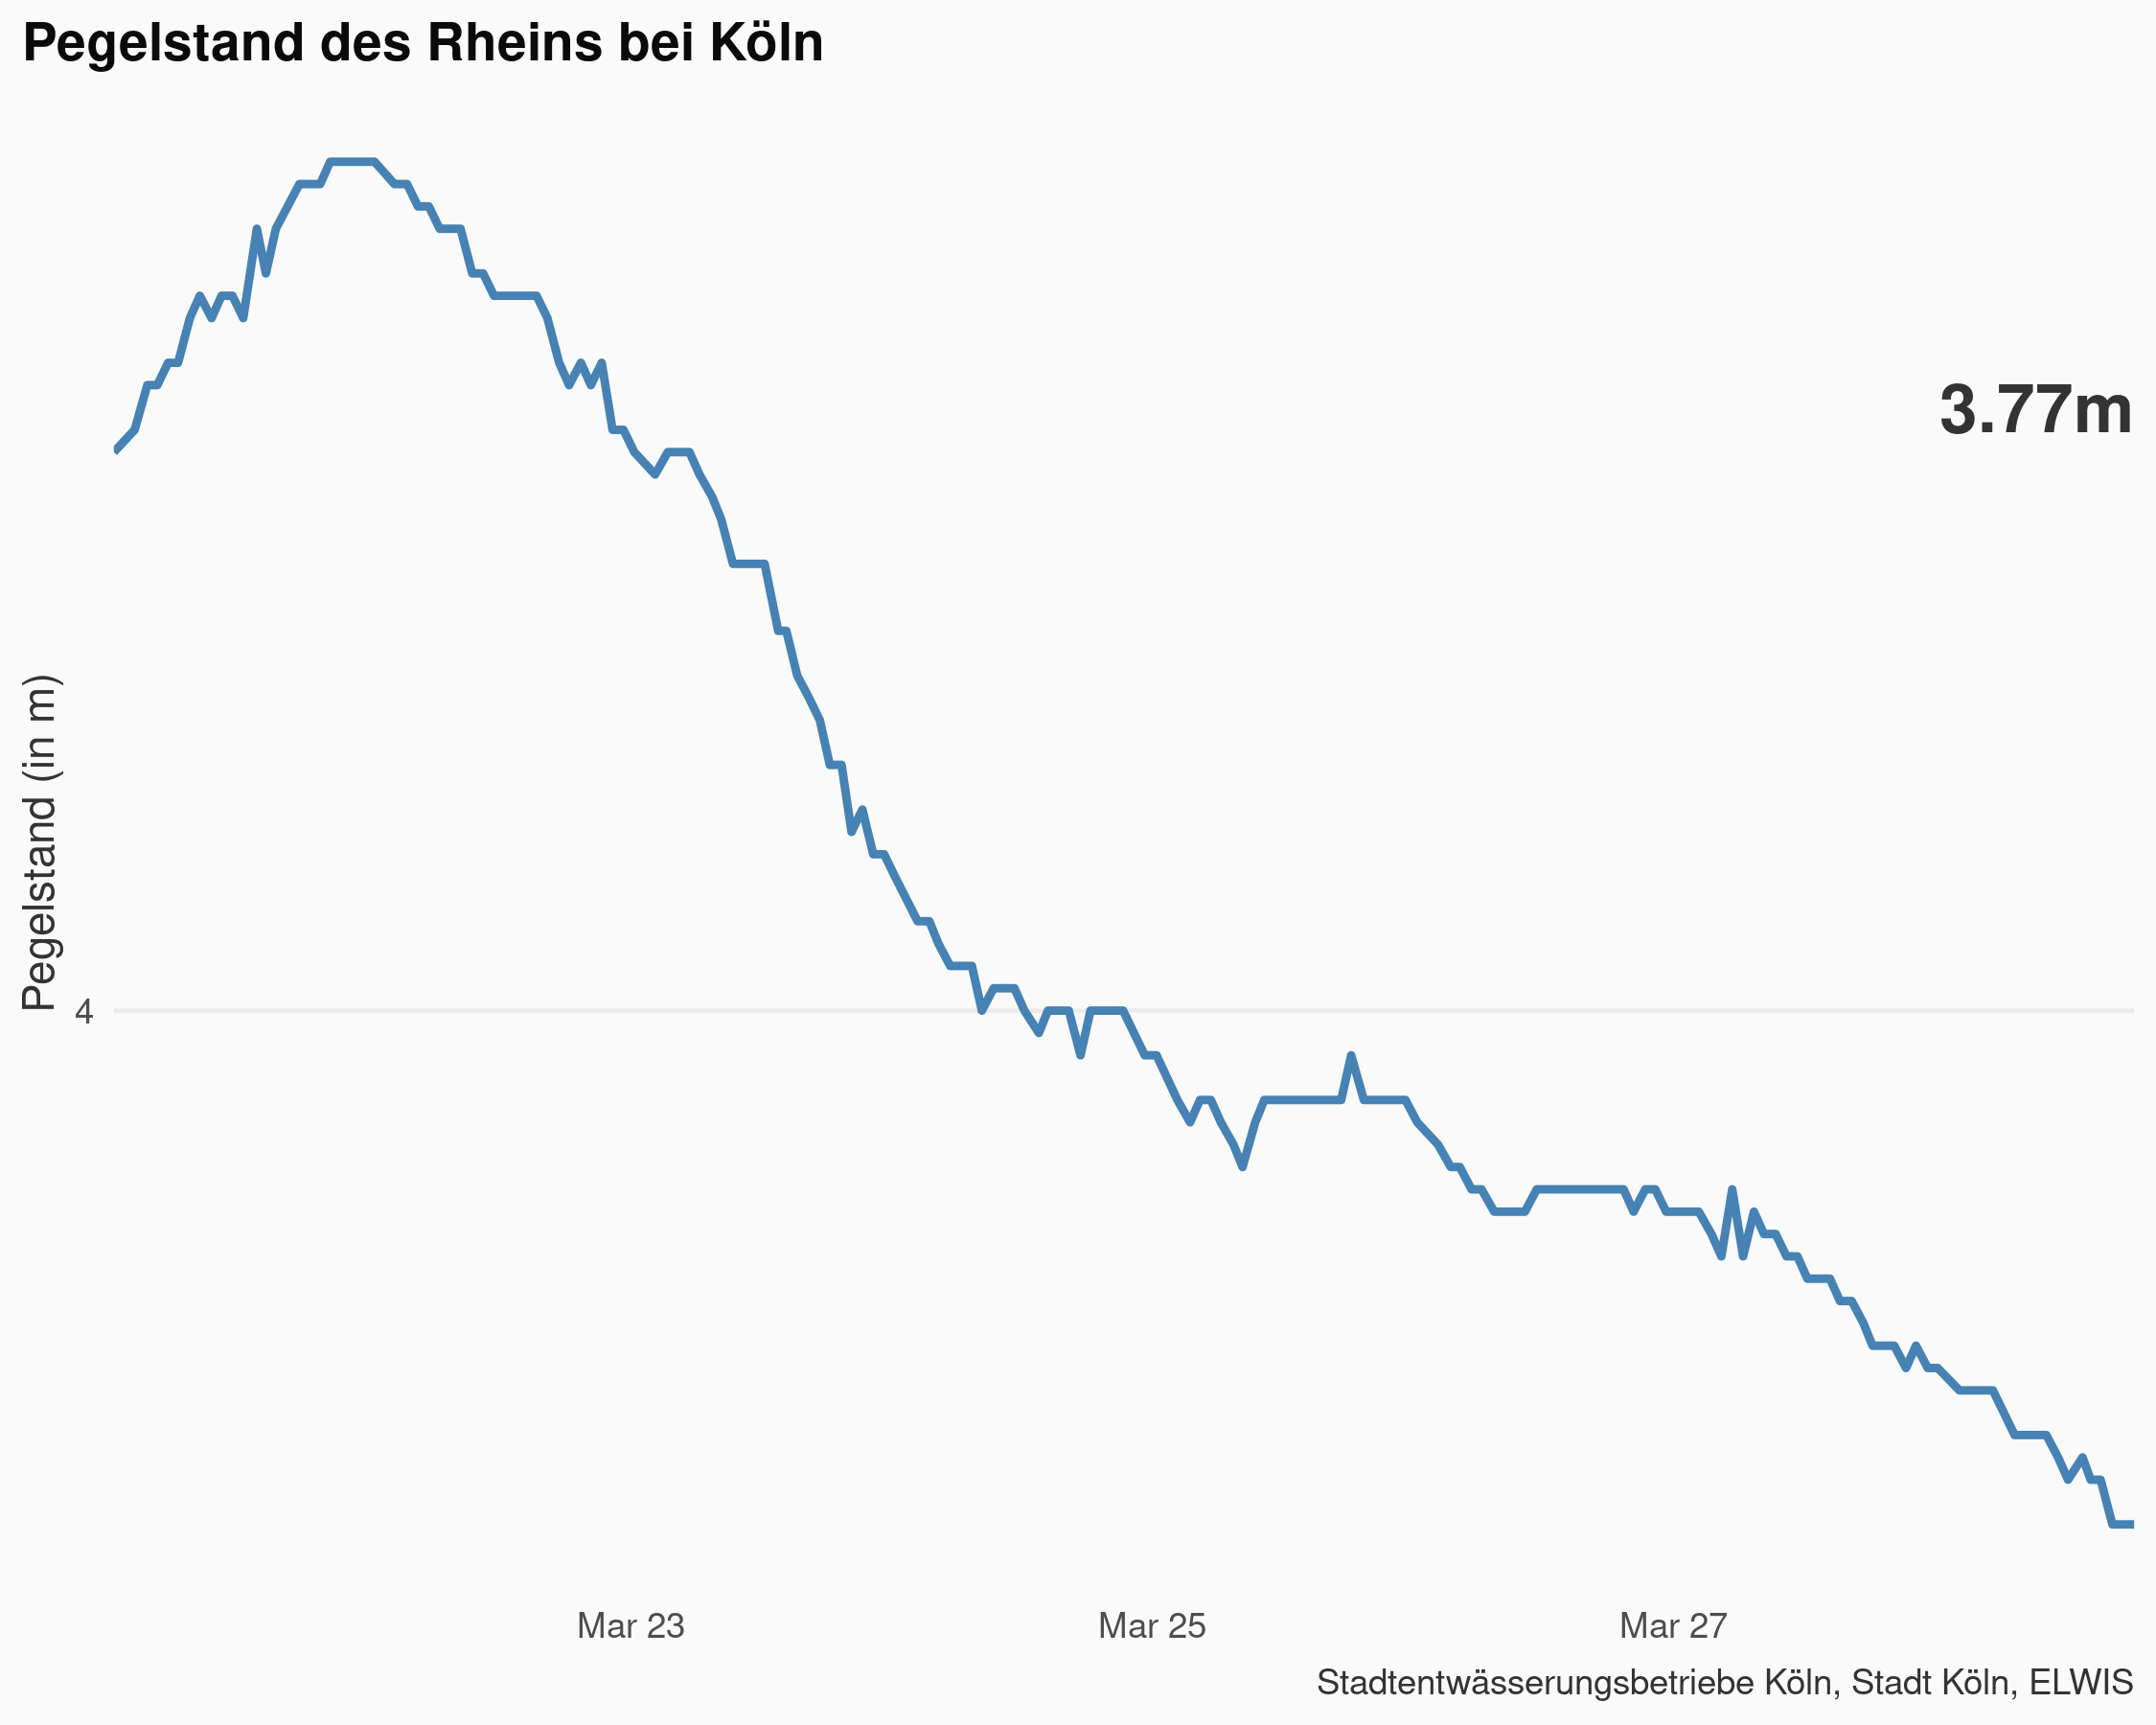 Pegelstand des Rheins bei Köln
3.77m
Pegelstand (in m)
4
Mar 23
Mar 25
Mar 27
Stadtentwässerungsbetriebe Köln, Stadt Köln, ELWIS